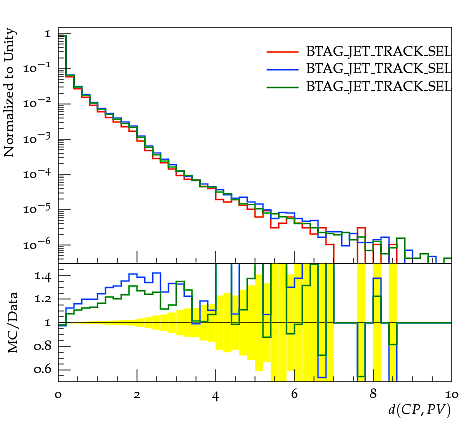 Normalized to Unity
1
10⁻¹
10⁻²
10⁻³
10⁻⁴
10⁻⁵
10⁻⁶
BTAG_JET_TRACK_SEL
BTAG_JET_TRACK_SEL
BTAG_JET_TRACK_SEL
MC/Data
1.4
1.2
1
0.8
0.6
0 2 4 6 8 10
d(CP, PV)